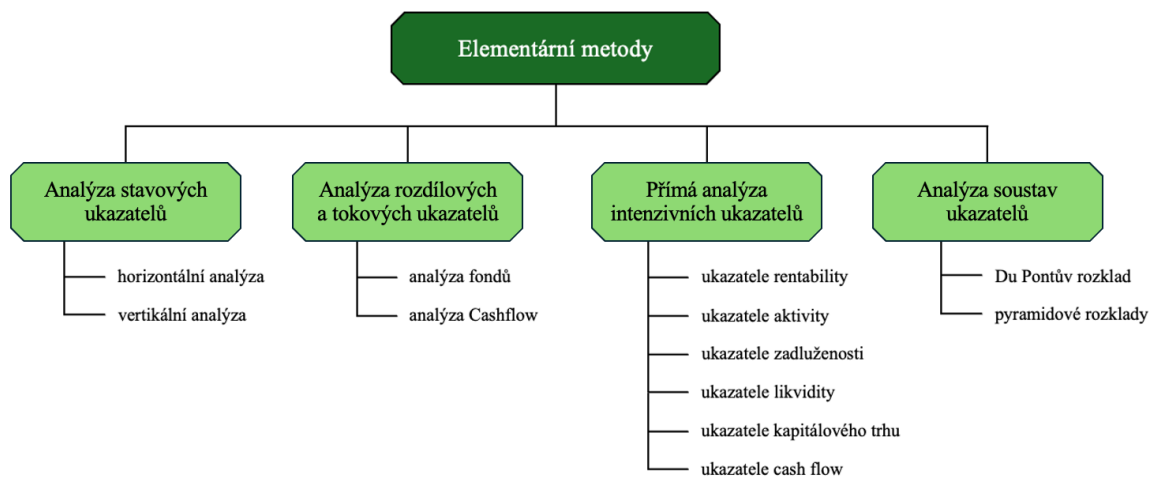 Elementární metody
Analýza stavových
ukazatelů
horizontální analýza
vertikální analýza
Analýza rozdílových
a tokových ukazatelů
analýza fondů
analýza Cashflow
Přímá analýza
intenzivních ukazatelů
ukazatele rentability
ukazatele aktivity
ukazatele zadluženosti
ukazatele likvidity
ukazatele kapitálového trhu
ukazatele cash flow
Analýza soustav
ukazatelů
Du Pontův rozklad
pyramidové rozklady